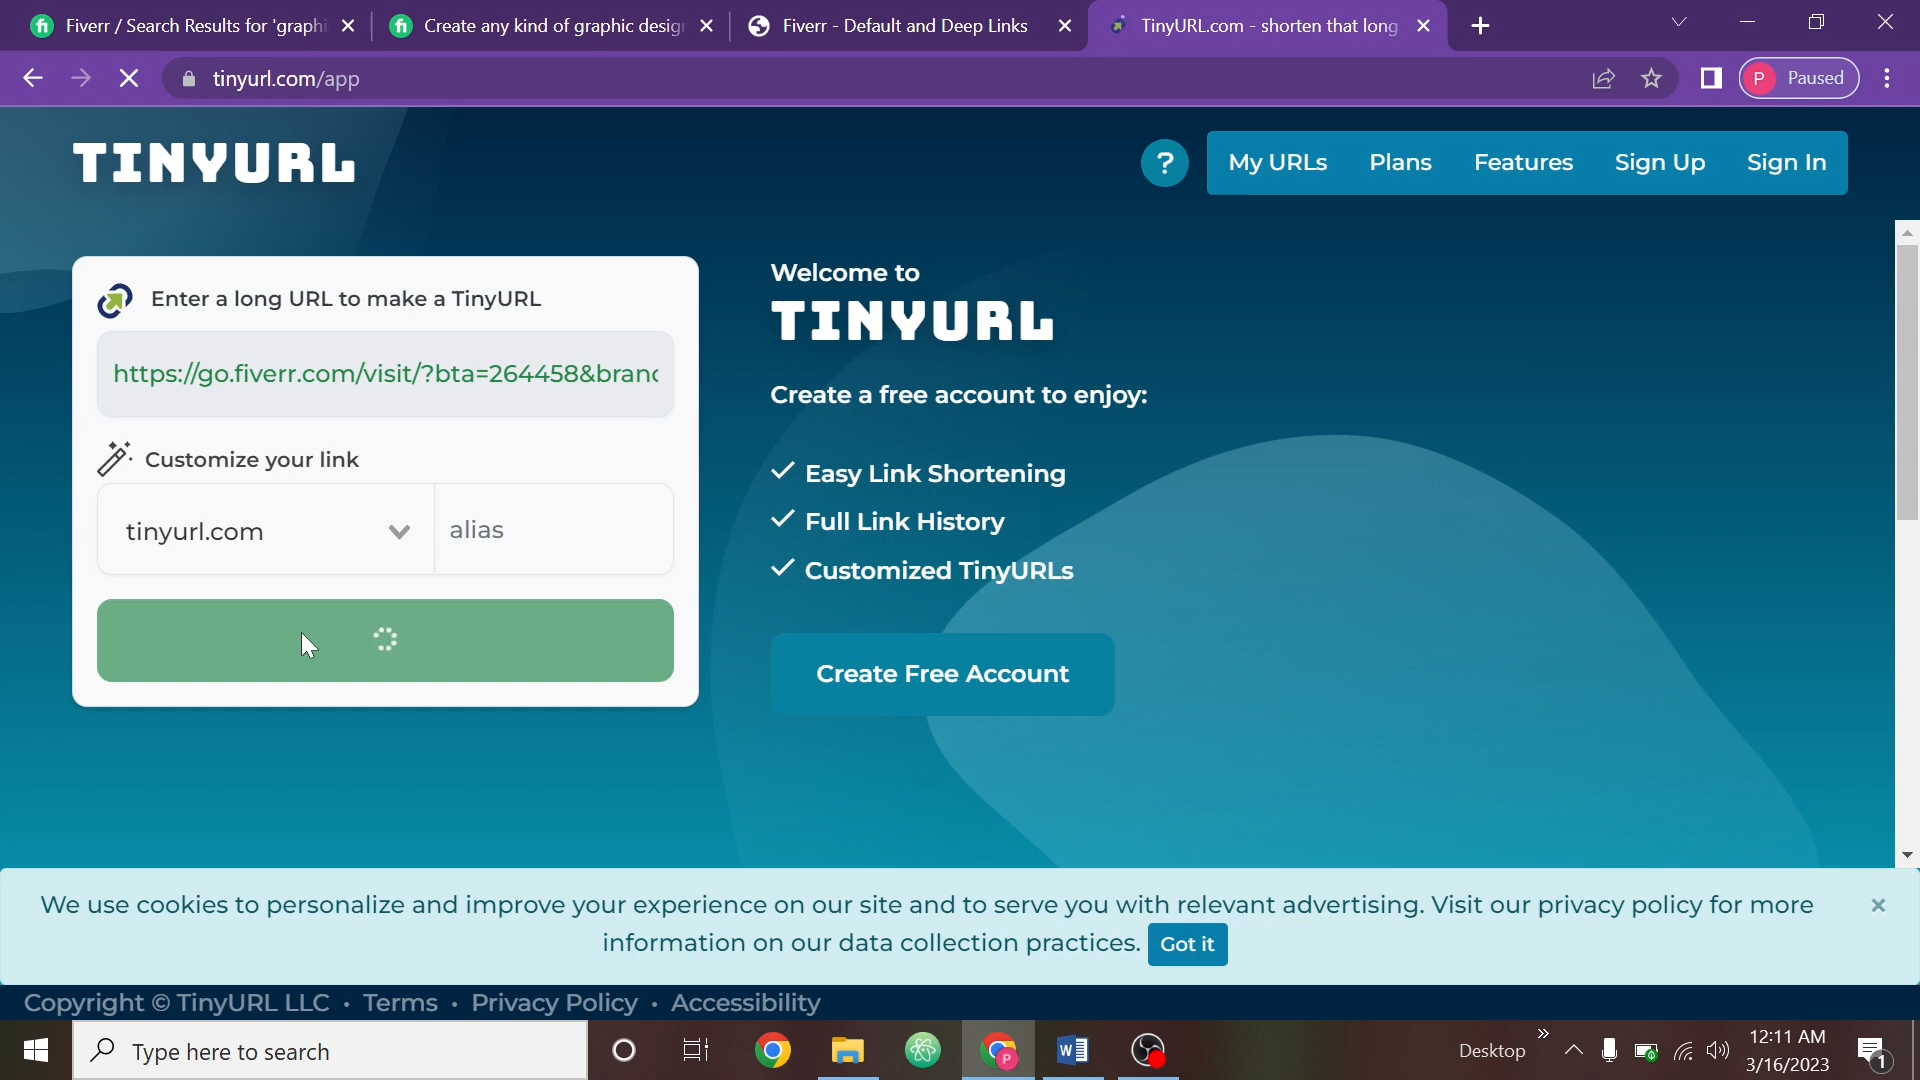 Fiverr / Search Results for 'graphi
Create any kind of graphic design
Fiverr - Default and Deep Links
TinyURL.com - shorten that long
tinyurl.com/app
P
Paused
TINYURL
?
My URLs
Plans
Features
Sign Up
Sign In
Enter a long URL to make a TinyURL
https://go.fiverr.com/visit/?bta=264458&branc
Customize your link
tinyurl.com
alias
Welcome to
TINYURL
Create a free account to enjoy:
Easy Link Shortening
Full Link History
Customized TinyURLs
Create Free Account
We use cookies to personalize and improve your experience on our site and to serve you with relevant advertising. Visit our privacy policy for more
information on our data collection practices. Got it
Copyright © TinyURL LLC • Terms • Privacy Policy • Accessibility
Type here to search
Desktop
12:11 AM
3/16/2023
1